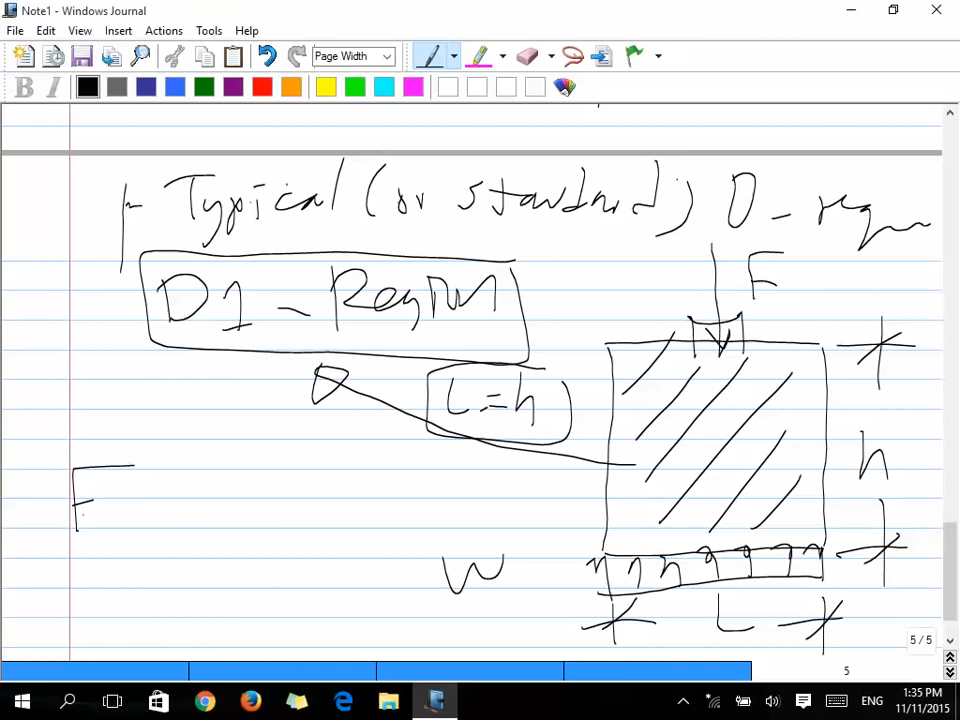 Note1 - Windows Journal
File Edit View Insert Actions Tools Help
Page Width
B I
Typical (or standard) D - regn
F
D1 - Region
L = h
h
F
W
L
5 / 5
5
ENG
1:35 PM
11/11/2015